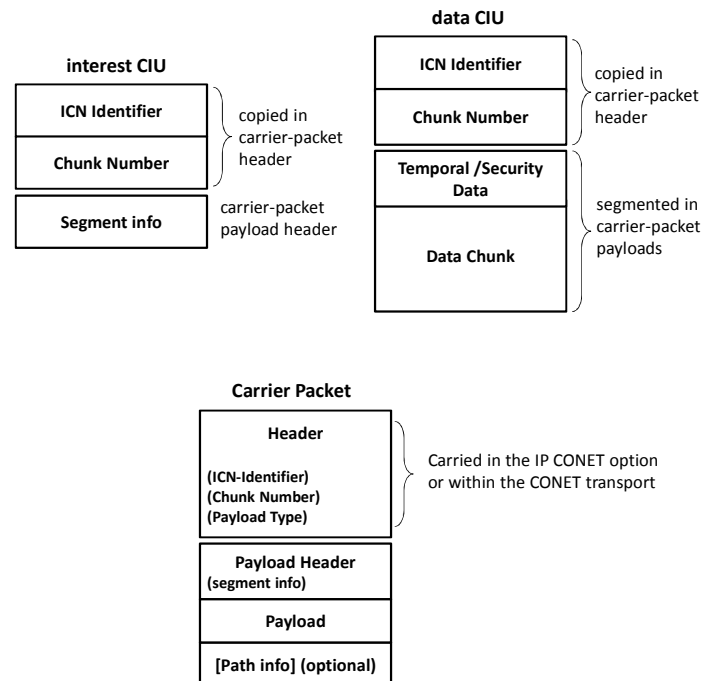 interest CIU
ICN Identifier
Chunk Number
Segment info
copied in
carrier-packet
header
carrier-packet
payload header
data CIU
ICN Identifier
Chunk Number
Temporal /Security
Data
Data Chunk
copied in
carrier-packet
header
segmented in
carrier-packet
payloads
Carrier Packet
Header
(ICN-Identifier)
(Chunk Number)
(Payload Type)
Carried in the IP CONET option
or within the CONET transport
Payload Header
(segment info)
Payload
[Path info] (optional)